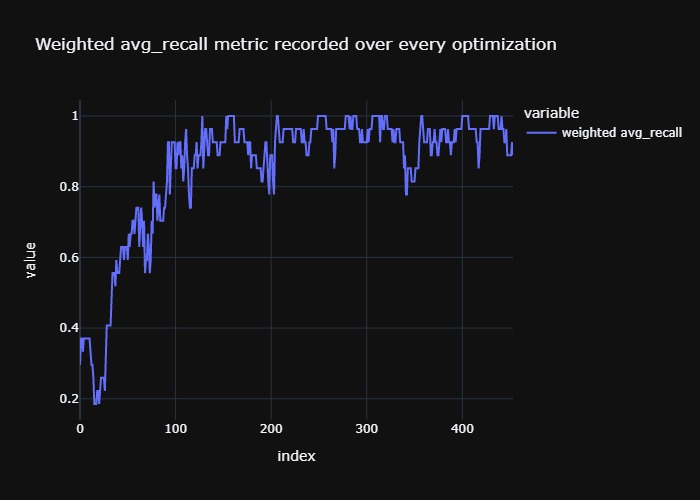 Weighted avg_recall metric recorded over every optimization
variable
weighted avg_recall
value
1
0.8
0.6
0.4
0.2
0
100
200
300
400
index